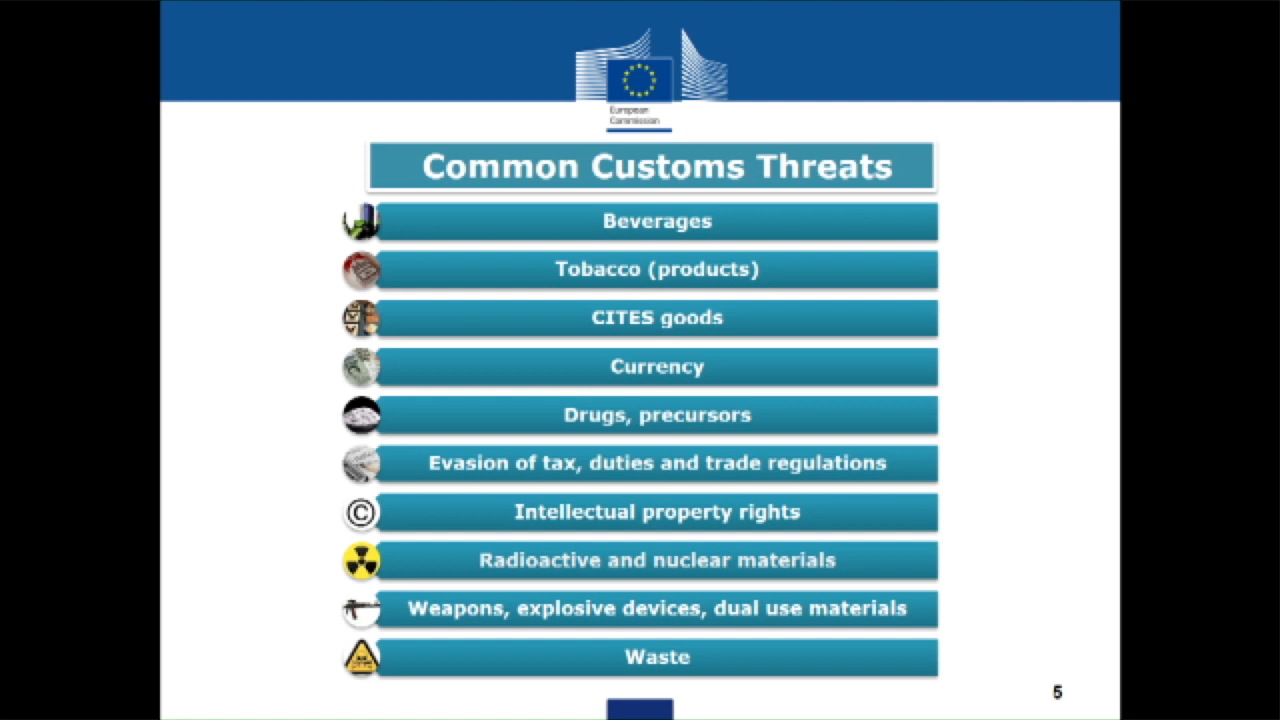 European
Commission
Common Customs Threats
Beverages
Tobacco (products)
CITES goods
Currency
Drugs, precursors
Evasion of tax, duties and trade regulations
©
Intellectual property rights
Radioactive and nuclear materials
Weapons, explosive devices, dual use materials
Waste
5